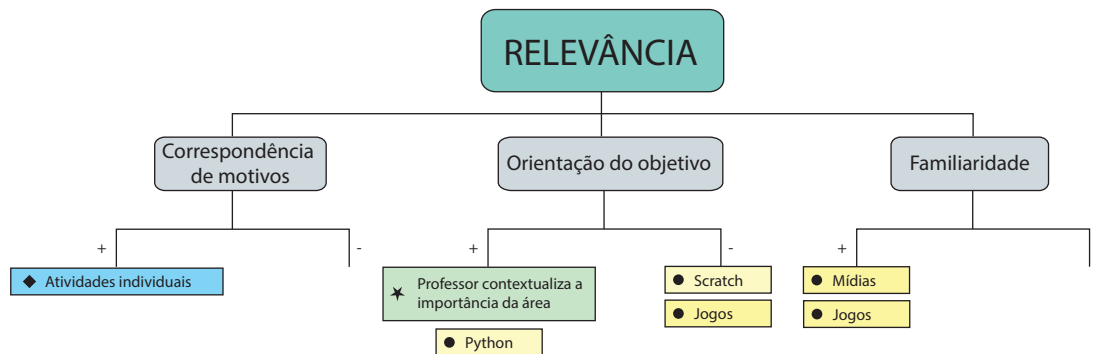 RELEVÂNCIA
Correspondência
de motivos
Orientação do objetivo
Familiaridade
+
-
+
-
+
Atividades individuais
Professor contextualiza a
importância da área
Python
Scratch
Jogos
Mídias
Jogos